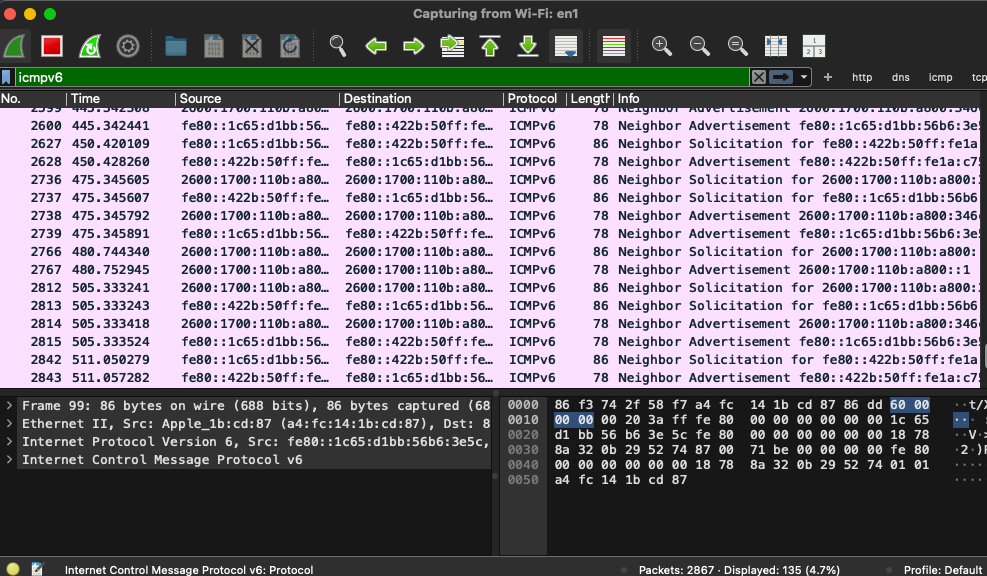 Capturing from Wi-Fi: en1
icmpv6
http dns icmp tcp
No. Time Source Destination Protocol Length Info
2599 445.342308 2600:1700:110b:a80… 2600:1700:110b:a80… ICMPv6 78 Neighbor Advertisement 2600:1700:110b:a800:346
2600 445.342441 fe80::1c65:d1bb:56… fe80::422b:50ff:fe… ICMPv6 78 Neighbor Advertisement fe80::1c65:d1bb:56b6:3e5
2627 450.420109 fe80::1c65:d1bb:56… fe80::422b:50ff:fe… ICMPv6 86 Neighbor Solicitation for fe80::422b:50ff:fe1a
2628 450.428260 fe80::422b:50ff:fe… fe80::1c65:d1bb:56… ICMPv6 78 Neighbor Advertisement fe80::422b:50ff:fe1a:c7
2736 475.345605 2600:1700:110b:a80… 2600:1700:110b:a80… ICMPv6 86 Neighbor Solicitation for 2600:1700:110b:a800:
2737 475.345607 fe80::422b:50ff:fe… fe80::1c65:d1bb:56… ICMPv6 86 Neighbor Solicitation for fe80::1c65:d1bb:56b6
2738 475.345792 2600:1700:110b:a80… 2600:1700:110b:a80… ICMPv6 78 Neighbor Advertisement 2600:1700:110b:a800:346
2739 475.345891 fe80::1c65:d1bb:56… fe80::422b:50ff:fe… ICMPv6 78 Neighbor Advertisement fe80::1c65:d1bb:56b6:3e5
2766 480.744340 2600:1700:110b:a80… 2600:1700:110b:a80… ICMPv6 86 Neighbor Solicitation for 2600:1700:110b:a800:
2767 480.752945 2600:1700:110b:a80… 2600:1700:110b:a80… ICMPv6 78 Neighbor Advertisement 2600:1700:110b:a800::1
2812 505.333241 2600:1700:110b:a80… 2600:1700:110b:a80… ICMPv6 86 Neighbor Solicitation for 2600:1700:110b:a800:
2813 505.333243 fe80::422b:50ff:fe… fe80::1c65:d1bb:56… ICMPv6 86 Neighbor Solicitation for fe80::1c65:d1bb:56b6
2814 505.333418 2600:1700:110b:a80… 2600:1700:110b:a80… ICMPv6 78 Neighbor Advertisement 2600:1700:110b:a800:346
2815 505.333524 fe80::1c65:d1bb:56… fe80::422b:50ff:fe… ICMPv6 78 Neighbor Advertisement fe80::1c65:d1bb:56b6:3e5
2842 511.050279 fe80::1c65:d1bb:56… fe80::422b:50ff:fe… ICMPv6 86 Neighbor Solicitation for fe80::422b:50ff:fe1a
2843 511.057282 fe80::422b:50ff:fe… fe80::1c65:d1bb:56… ICMPv6 78 Neighbor Advertisement fe80::422b:50ff:fe1a:c7
Frame 99: 86 bytes on wire (688 bits), 86 bytes captured (68
Ethernet II, Src: Apple_1b:cd:87 (a4:fc:14:1b:cd:87), Dst: 8
Internet Protocol Version 6, Src: fe80::1c65:d1bb:56b6:3e5c,
Internet Control Message Protocol v6
0000 86 f3 74 2f 58 f7 a4 fc 14 1b cd 87 86 dd 60 00 ··t/X
0010 00 00 00 20 3a ff fe 80 00 00 00 00 00 00 1c 65 ···
0020 d1 bb 56 b6 3e 5c fe 80 00 00 00 00 00 00 18 78 ··V·>
0030 8a 32 0b 29 52 74 87 00 71 be 00 00 00 00 fe 80 ·2·)R
0040 00 00 00 00 00 00 18 78 8a 32 0b 29 52 74 01 01 ····
0050 a4 fc 14 1b cd 87 ····
Internet Control Message Protocol v6: Protocol
Packets: 2867 · Displayed: 135 (4.7%)
Profile: Default